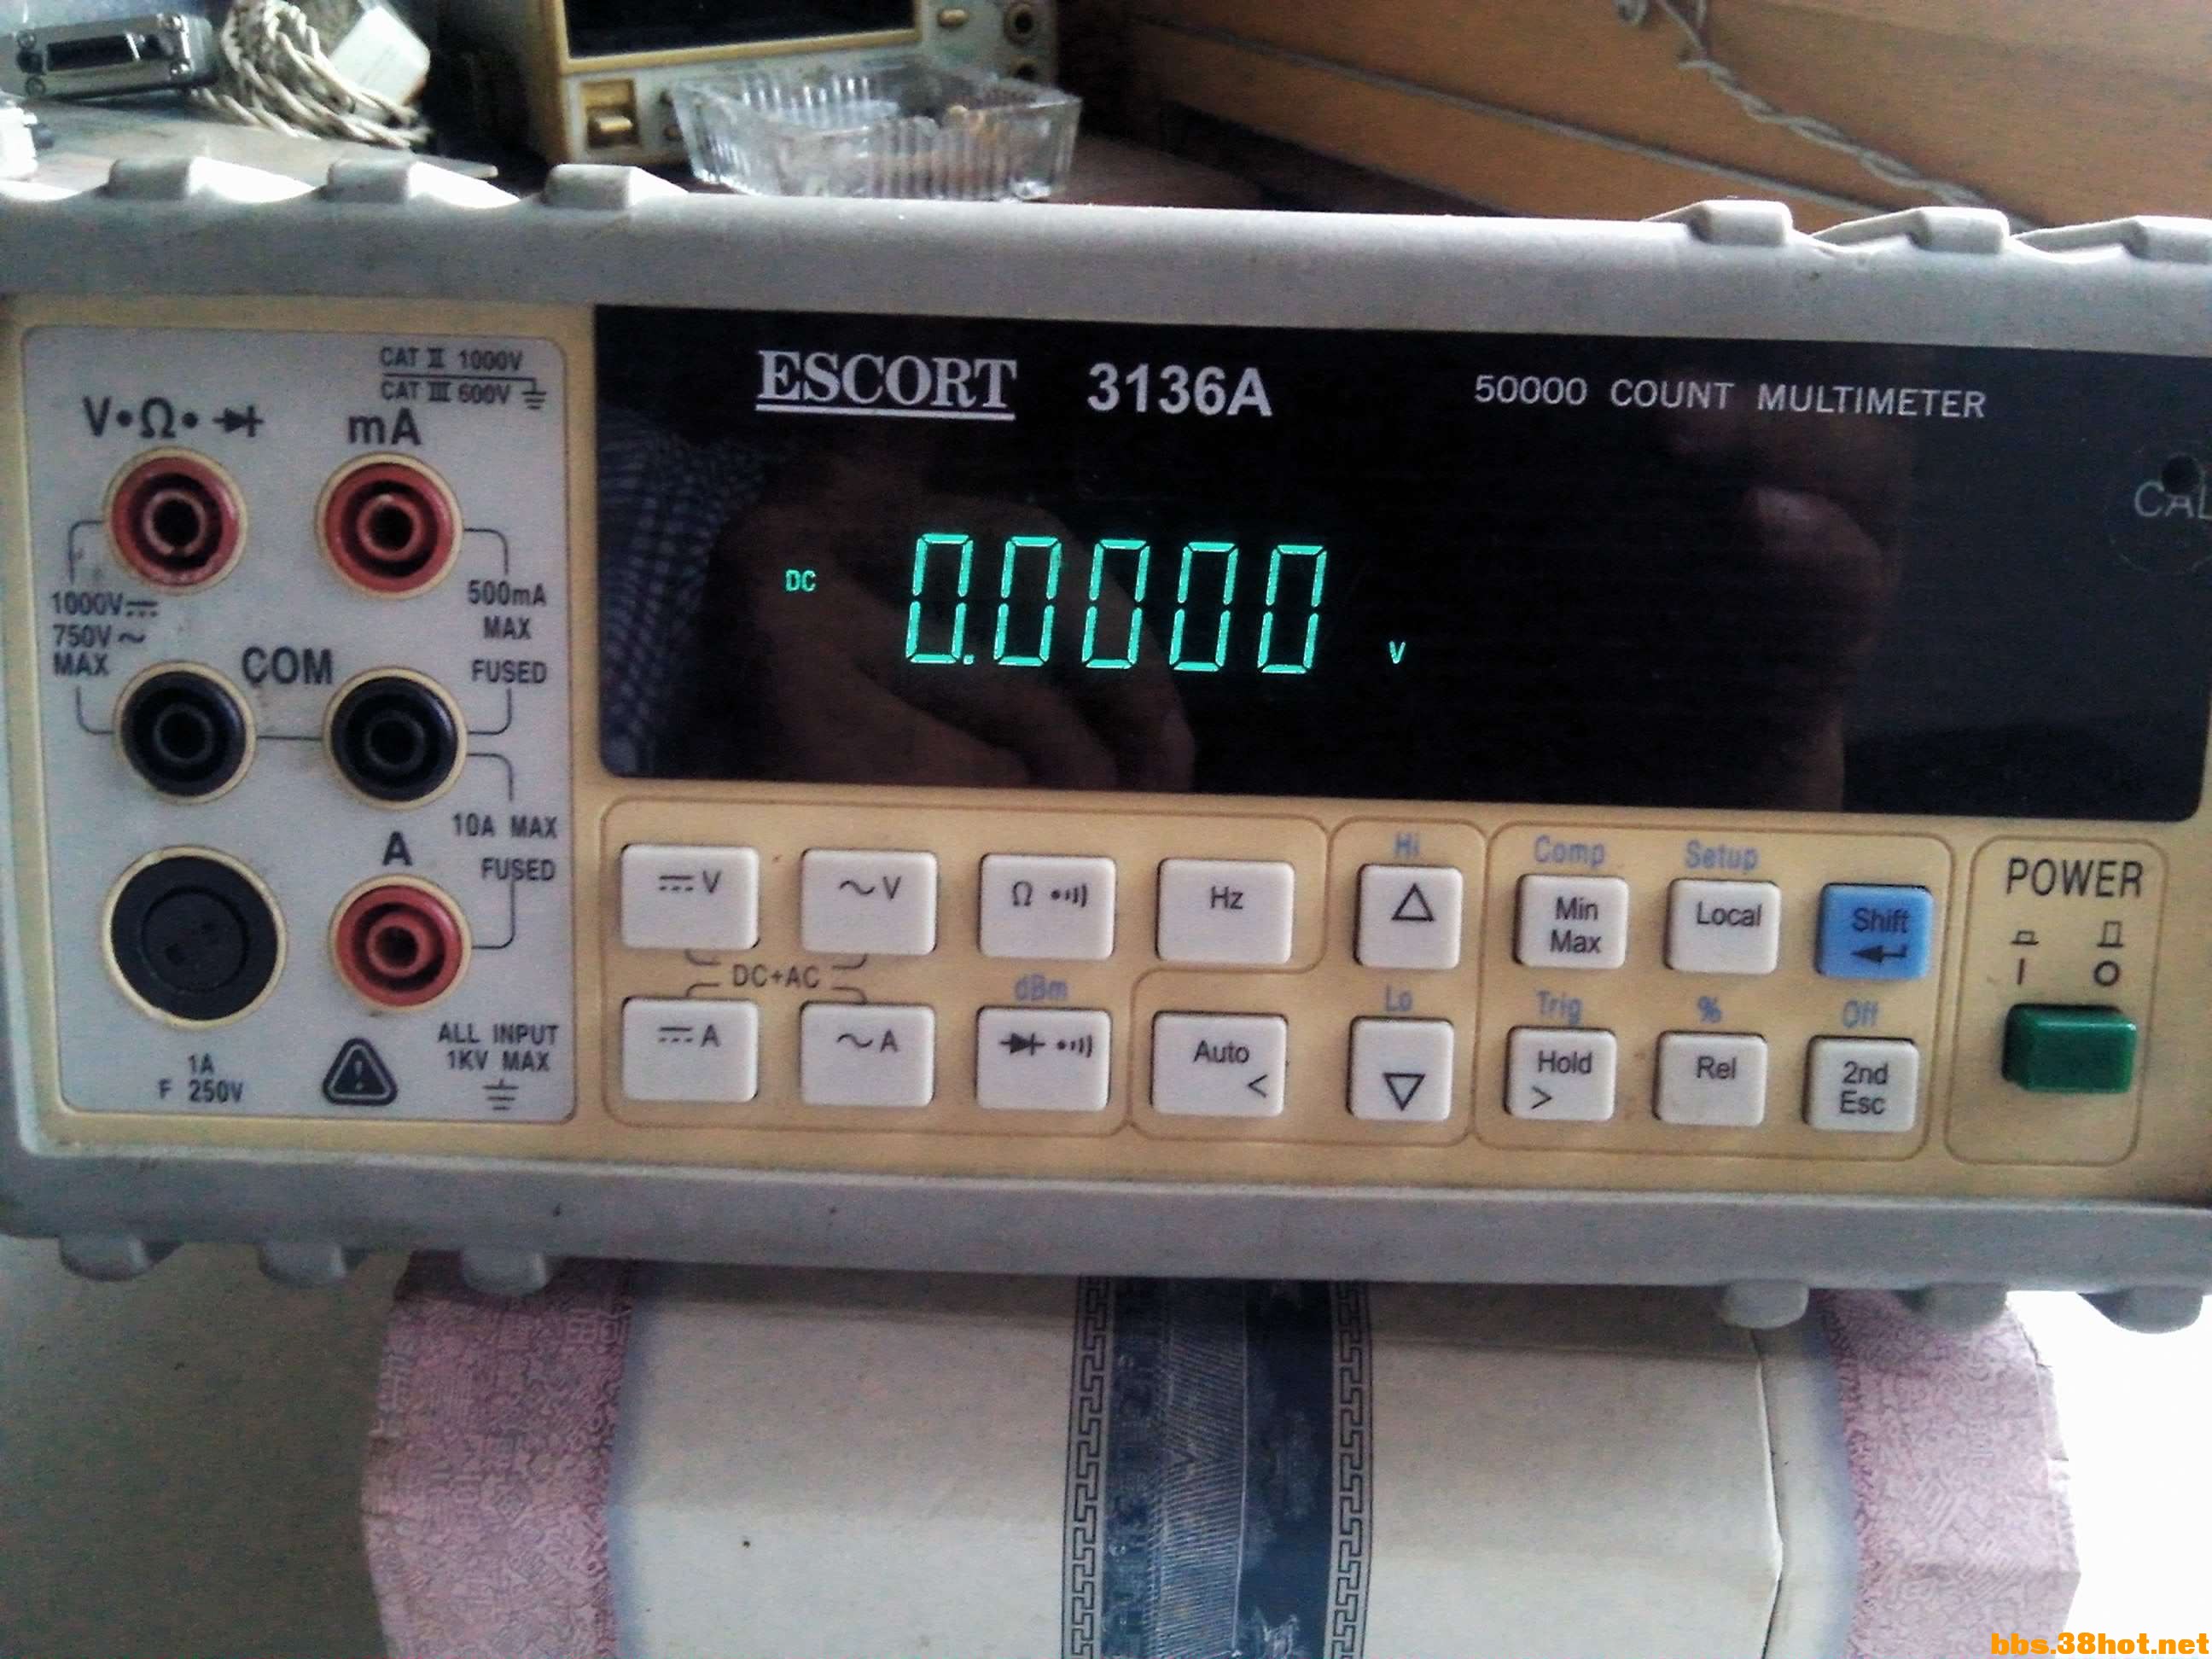 CAT II 1000V
CAT III 600V
V•Ω•
mA
ESCORT 3136A
50000 COUNT MULTIMETER
CAL
DC 0.0000 V
1000V
750V ~
MAX
500mA
MAX
FUSED
COM
10A MAX
FUSED
A
1A
F 250V
ALL INPUT
1KV MAX
V
~V
Ω
Hz
Hi
Comp
Min
Max
Setup
Local
Shift
POWER
I O
DC+AC
A
~A
dBm
Auto
<
Lo
Trig
Hold
>
%
Rel
Off
2nd
Esc
bbs.38hot.net